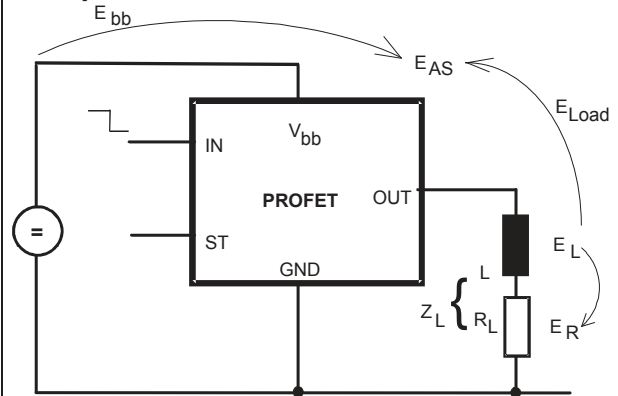 E bb
E AS
E Load
IN
V bb
PROFET
OUT
=
ST
GND
L
E L
Z L {
R L
E R